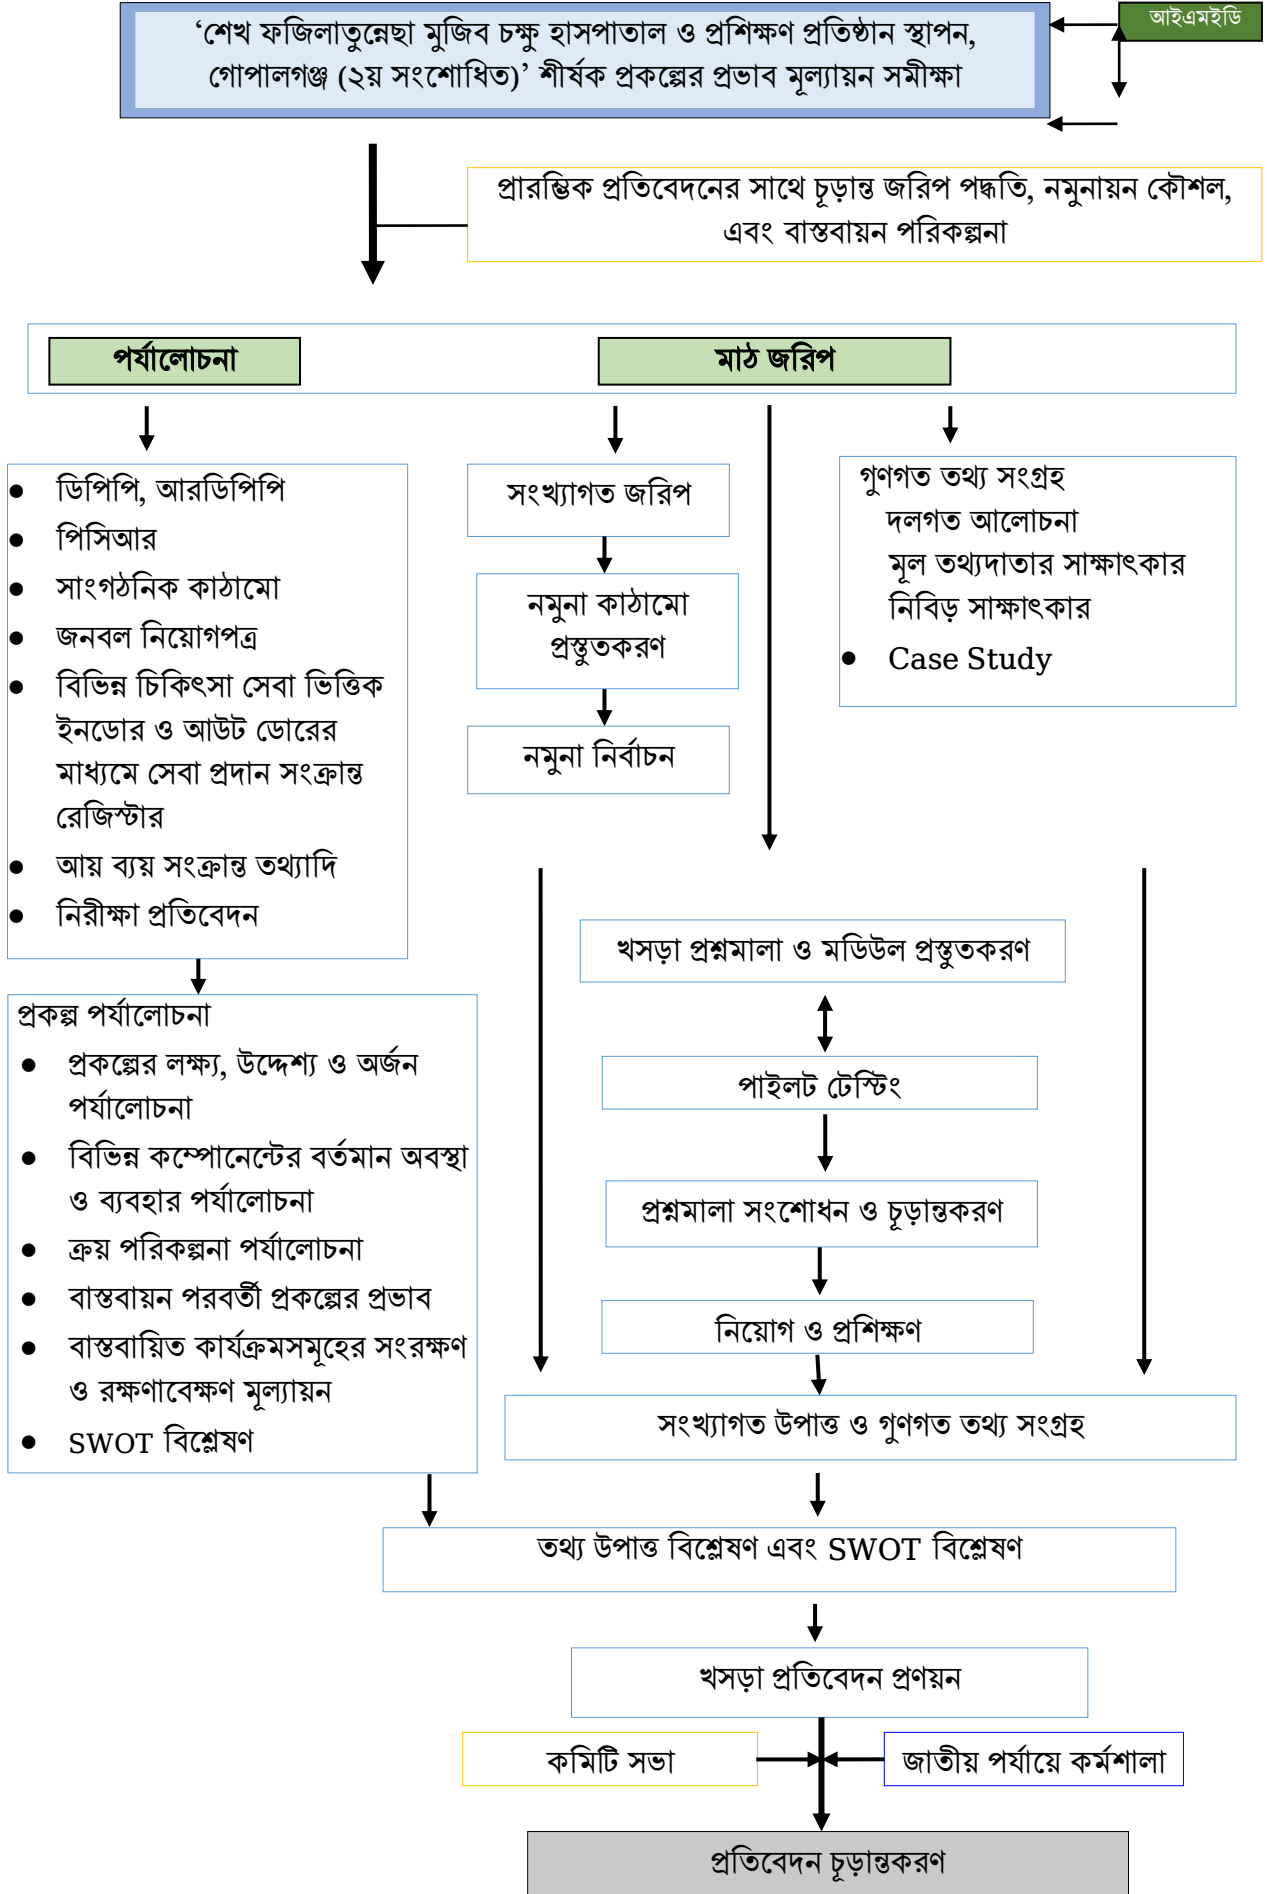 ‘শেখ ফজিলাতুন্নেছা মুজিব চক্ষু হাসপাতাল ও প্রশিক্ষণ প্রতিষ্ঠান স্থাপন,
গোপালগঞ্জ (২য় সংশোধিত)’ শীর্ষক প্রকল্পের প্রভাব মূল্যায়ন সমীক্ষা
আইএমইডি
প্রারম্ভিক প্রতিবেদনের সাথে চূড়ান্ত জরিপ পদ্ধতি, নমুনায়ন কৌশল,
এবং বাস্তবায়ন পরিকল্পনা
পর্যালোচনা
মাঠ জরিপ
● ডিপিপি, আরডিপিপি
● পিসিআর
● সাংগঠনিক কাঠামো
● জনবল নিয়োগপত্র
● বিভিন্ন চিকিৎসা সেবা ভিত্তিক
ইনডোর ও আউট ডোরের
মাধ্যমে সেবা প্রদান সংক্রান্ত
রেজিস্টার
● আয় ব্যয় সংক্রান্ত তথ্যাদি
● নিরীক্ষা প্রতিবেদন
সংখ্যাগত জরিপ
নমুনা কাঠামো
প্রস্তুতকরণ
নমুনা নির্বাচন
গুণগত তথ্য সংগ্রহ
দলগত আলোচনা
মূল তথ্যদাতার সাক্ষাৎকার
নিবিড় সাক্ষাৎকার
● Case Study
প্রকল্প পর্যালোচনা
● প্রকল্পের লক্ষ্য, উদ্দেশ্য ও অর্জন
পর্যালোচনা
● বিভিন্ন কম্পোনেন্টের বর্তমান অবস্থা
ও ব্যবহার পর্যালোচনা
● ক্রয় পরিকল্পনা পর্যালোচনা
● বাস্তবায়ন পরবর্তী প্রকল্পের প্রভাব
● বাস্তবায়িত কার্যক্রমসমূহের সংরক্ষণ
ও রক্ষণাবেক্ষণ মূল্যায়ন
● SWOT বিশ্লেষণ
খসড়া প্রশ্নমালা ও মডিউল প্রস্তুতকরণ
পাইলট টেস্টিং
প্রশ্নমালা সংশোধন ও চূড়ান্তকরণ
নিয়োগ ও প্রশিক্ষণ
সংখ্যাগত উপাত্ত ও গুণগত তথ্য সংগ্রহ
তথ্য উপাত্ত বিশ্লেষণ এবং SWOT বিশ্লেষণ
খসড়া প্রতিবেদন প্রণয়ন
কমিটি সভা
জাতীয় পর্যায়ে কর্মশালা
প্রতিবেদন চূড়ান্তকরণ